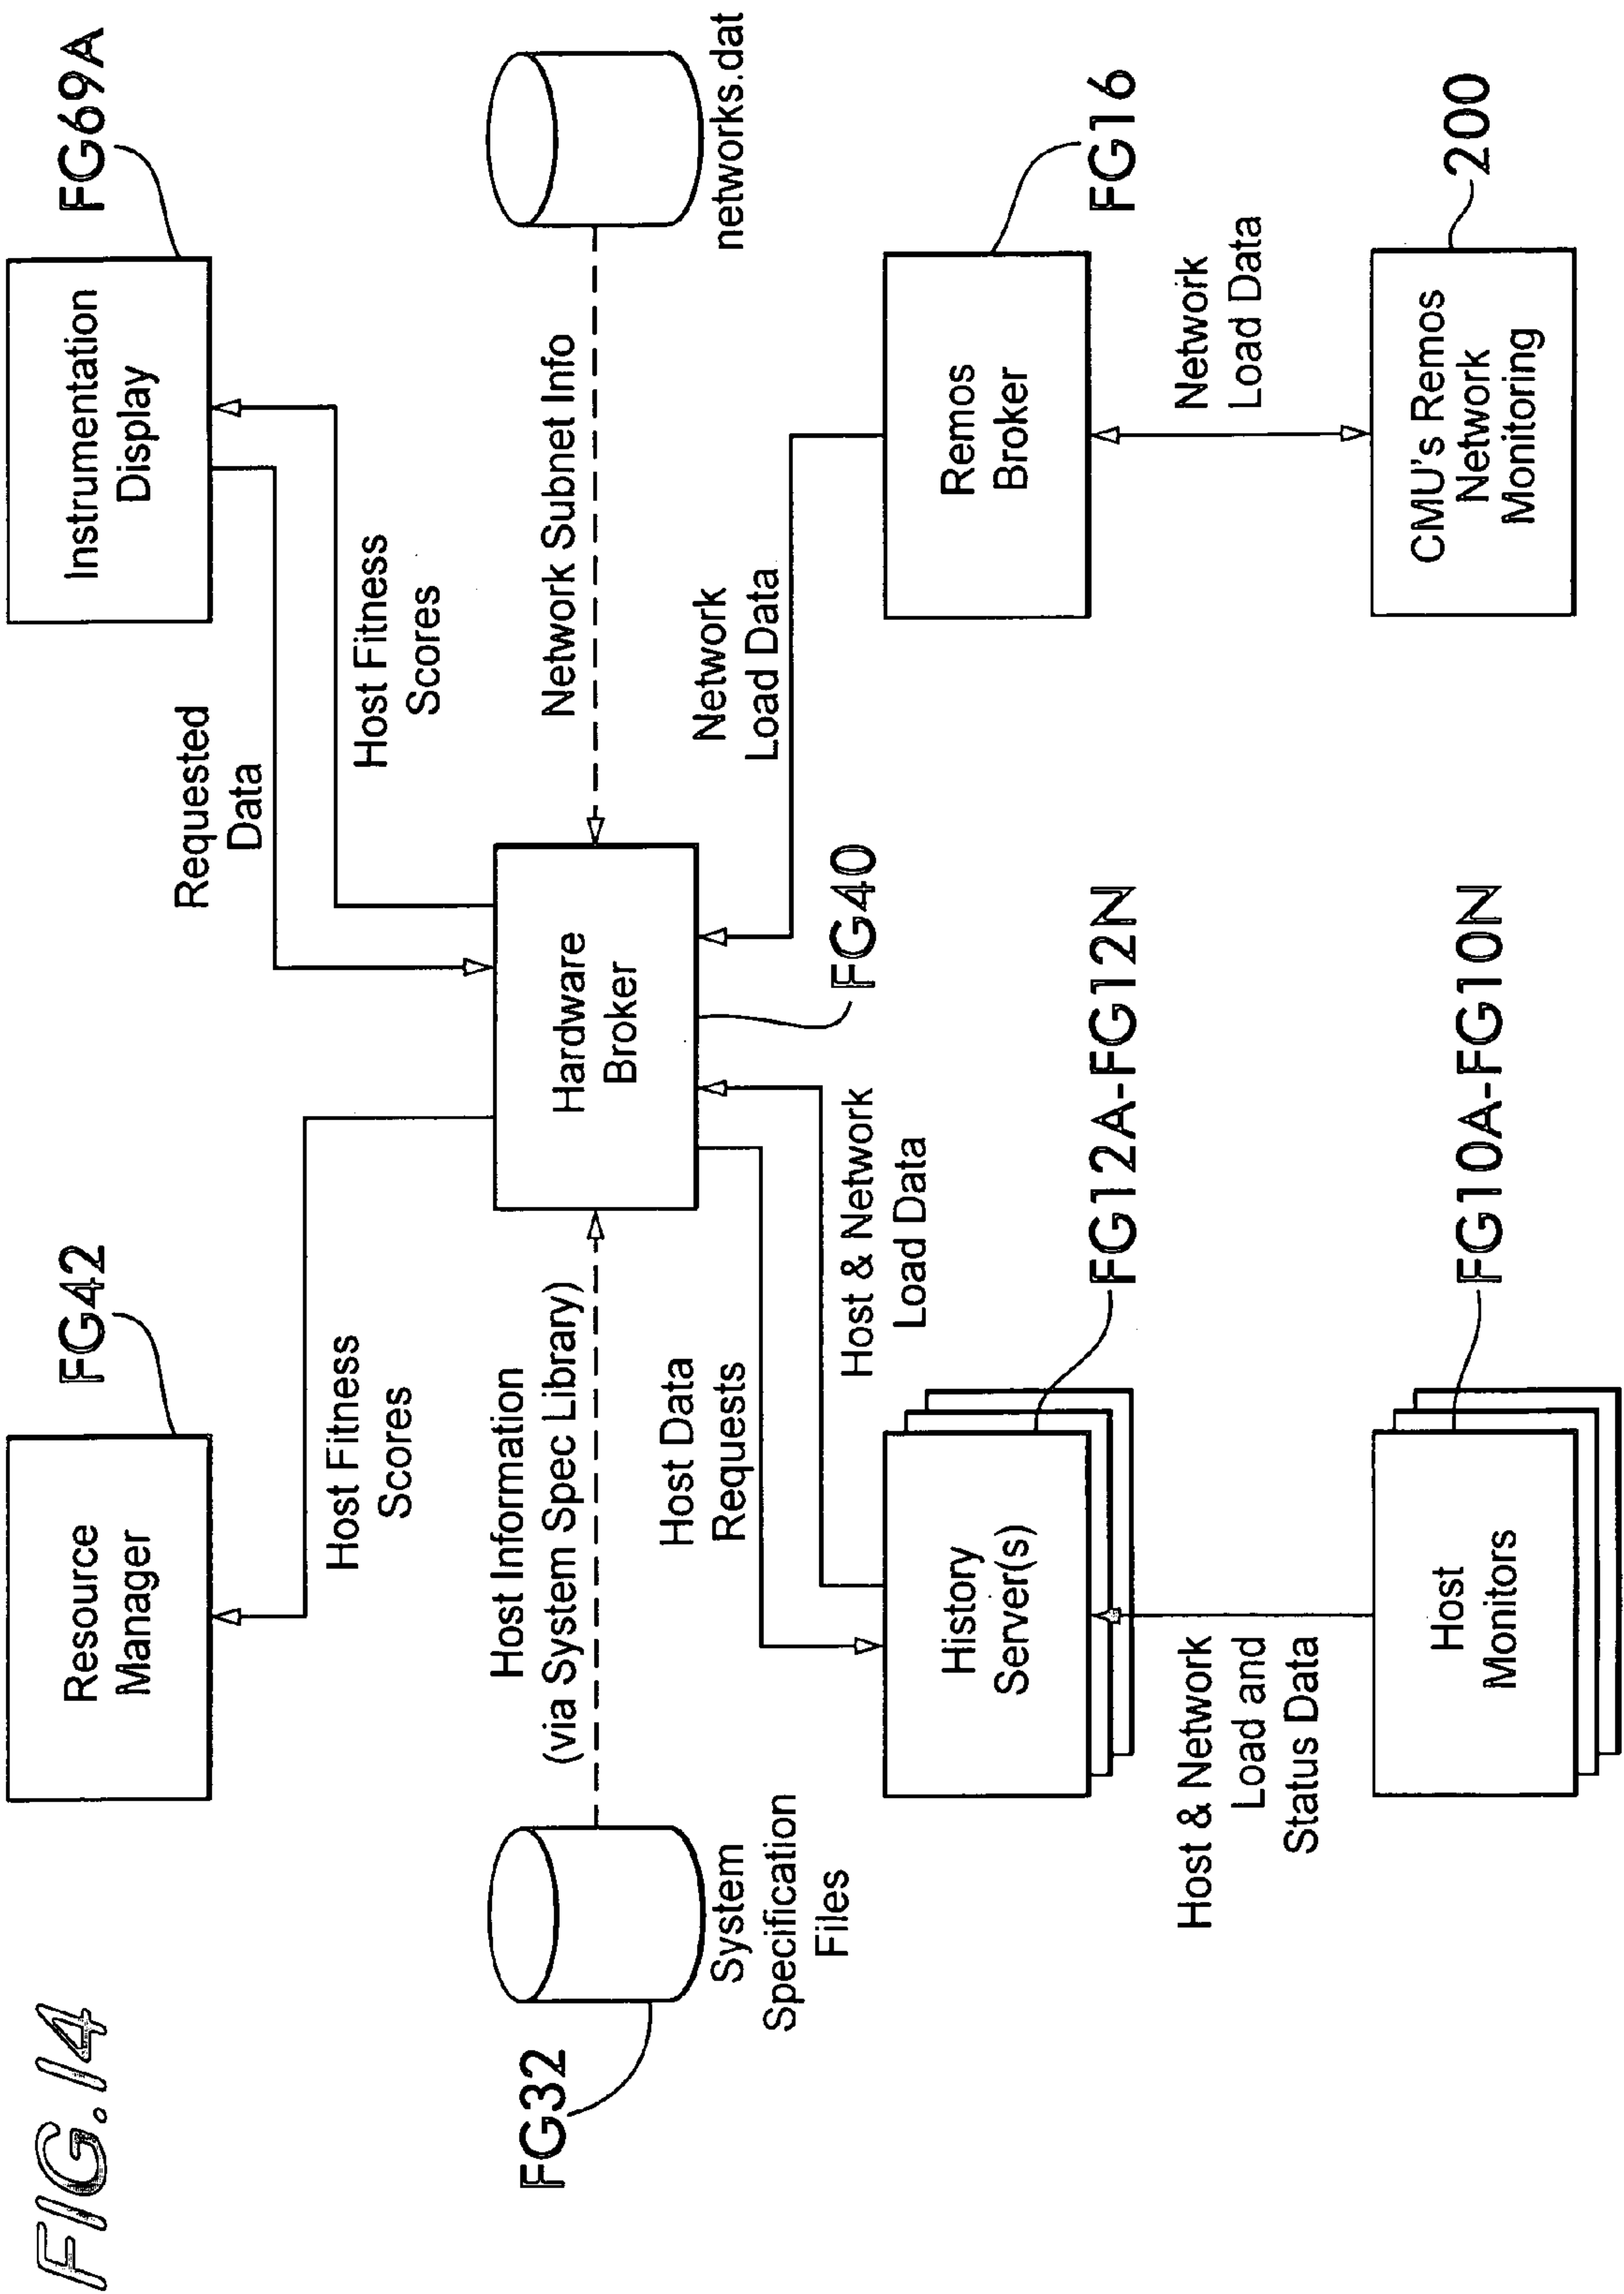 FIG.14
FG42
Resource
Manager
FG69A
Instrumentation
Display
Requested
Data
Host Fitness
Scores
Host Fitness
Scores
FG32
System
Specification
Files
Host Information
(via System Spec Library)
Hardware
Broker
FG40
Network Subnet Info
networks.dat
Host Data
Requests
Host & Network
Load Data
Network
Load Data
History
Server(s)
FG12A-FG12N
Remos
Broker
FG16
Host & Network
Load and
Status Data
Network
Load Data
Host
Monitors
FG10A-FG10N
CMU's Remos
Network
Monitoring
200